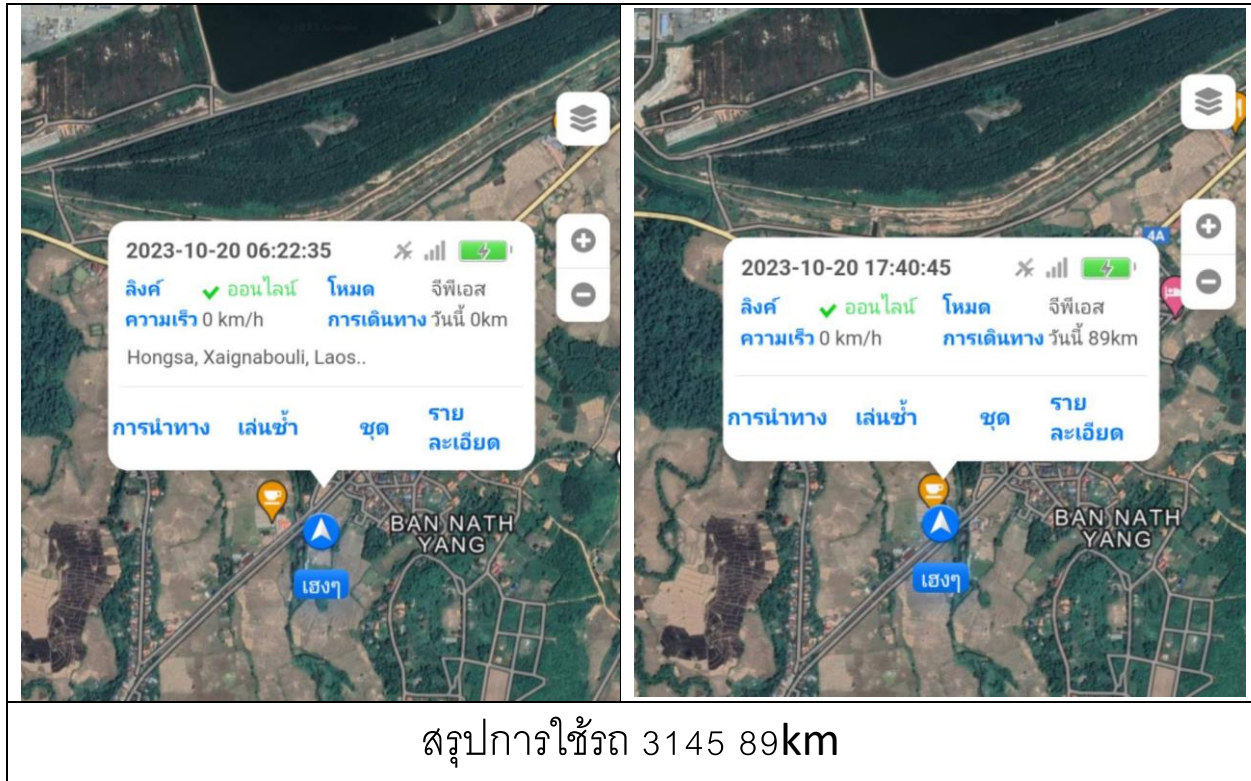 2023-10-20 06:22:35
ลิงค์ ออนไลน์ โหมด จีพีเอส
ความเร็ว 0 km/h การเดินทาง วันนี้ 0km
Hongsa, Xaignabouli, Laos..
การนำทาง เล่นซ้ำ ชุด ราย
ละเอียด
BAN NATH
YANG
เฮงๆ
4A
2023-10-20 17:40:45
ลิงค์ ออนไลน์ โหมด จีพีเอส
ความเร็ว 0 km/h การเดินทาง วันนี้ 89km
การนำทาง เล่นซ้ำ ชุด ราย
ละเอียด
BAN NATH
YANG
เฮงๆ
สรุปการใช้รถ 3145 89km